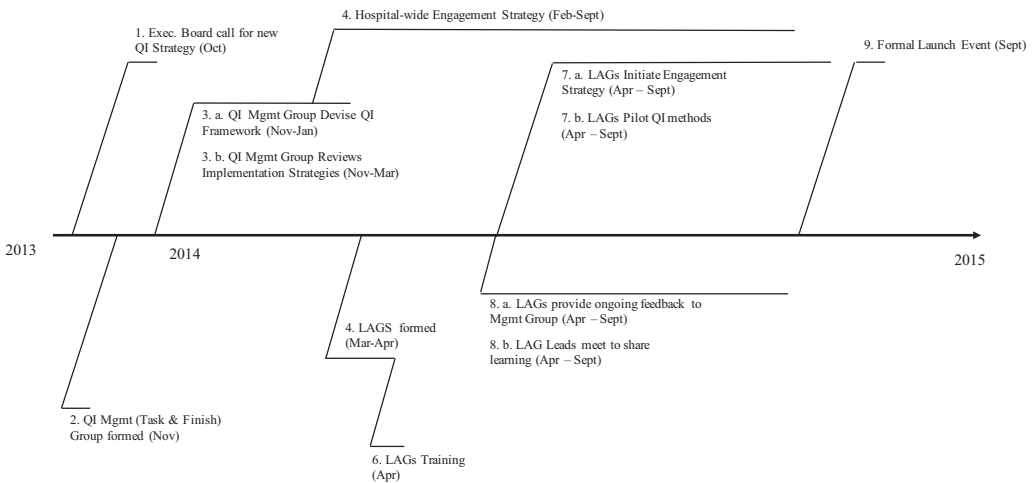 4. Hospital-wide Engagement Strategy (Feb-Sept)
1. Exec. Board call for new
QI Strategy (Oct)
9. Formal Launch Event (Sept)
7. a. LAGs Initiate Engagement
Strategy (Apr – Sept)
7. b. LAGs Pilot QI methods
(Apr – Sept)
3. a. QI Mgmt Group Devise QI
Framework (Nov-Jan)
3. b. QI Mgmt Group Reviews
Implementation Strategies (Nov-Mar)
2013
2014
2015
8. a. LAGs provide ongoing feedback to
Mgmt Group (Apr – Sept)
8. b. LAG Leads meet to share
learning (Apr – Sept)
4. LAGS formed
(Mar-Apr)
2. QI Mgmt (Task & Finish)
Group formed (Nov)
6. LAGs Training
(Apr)